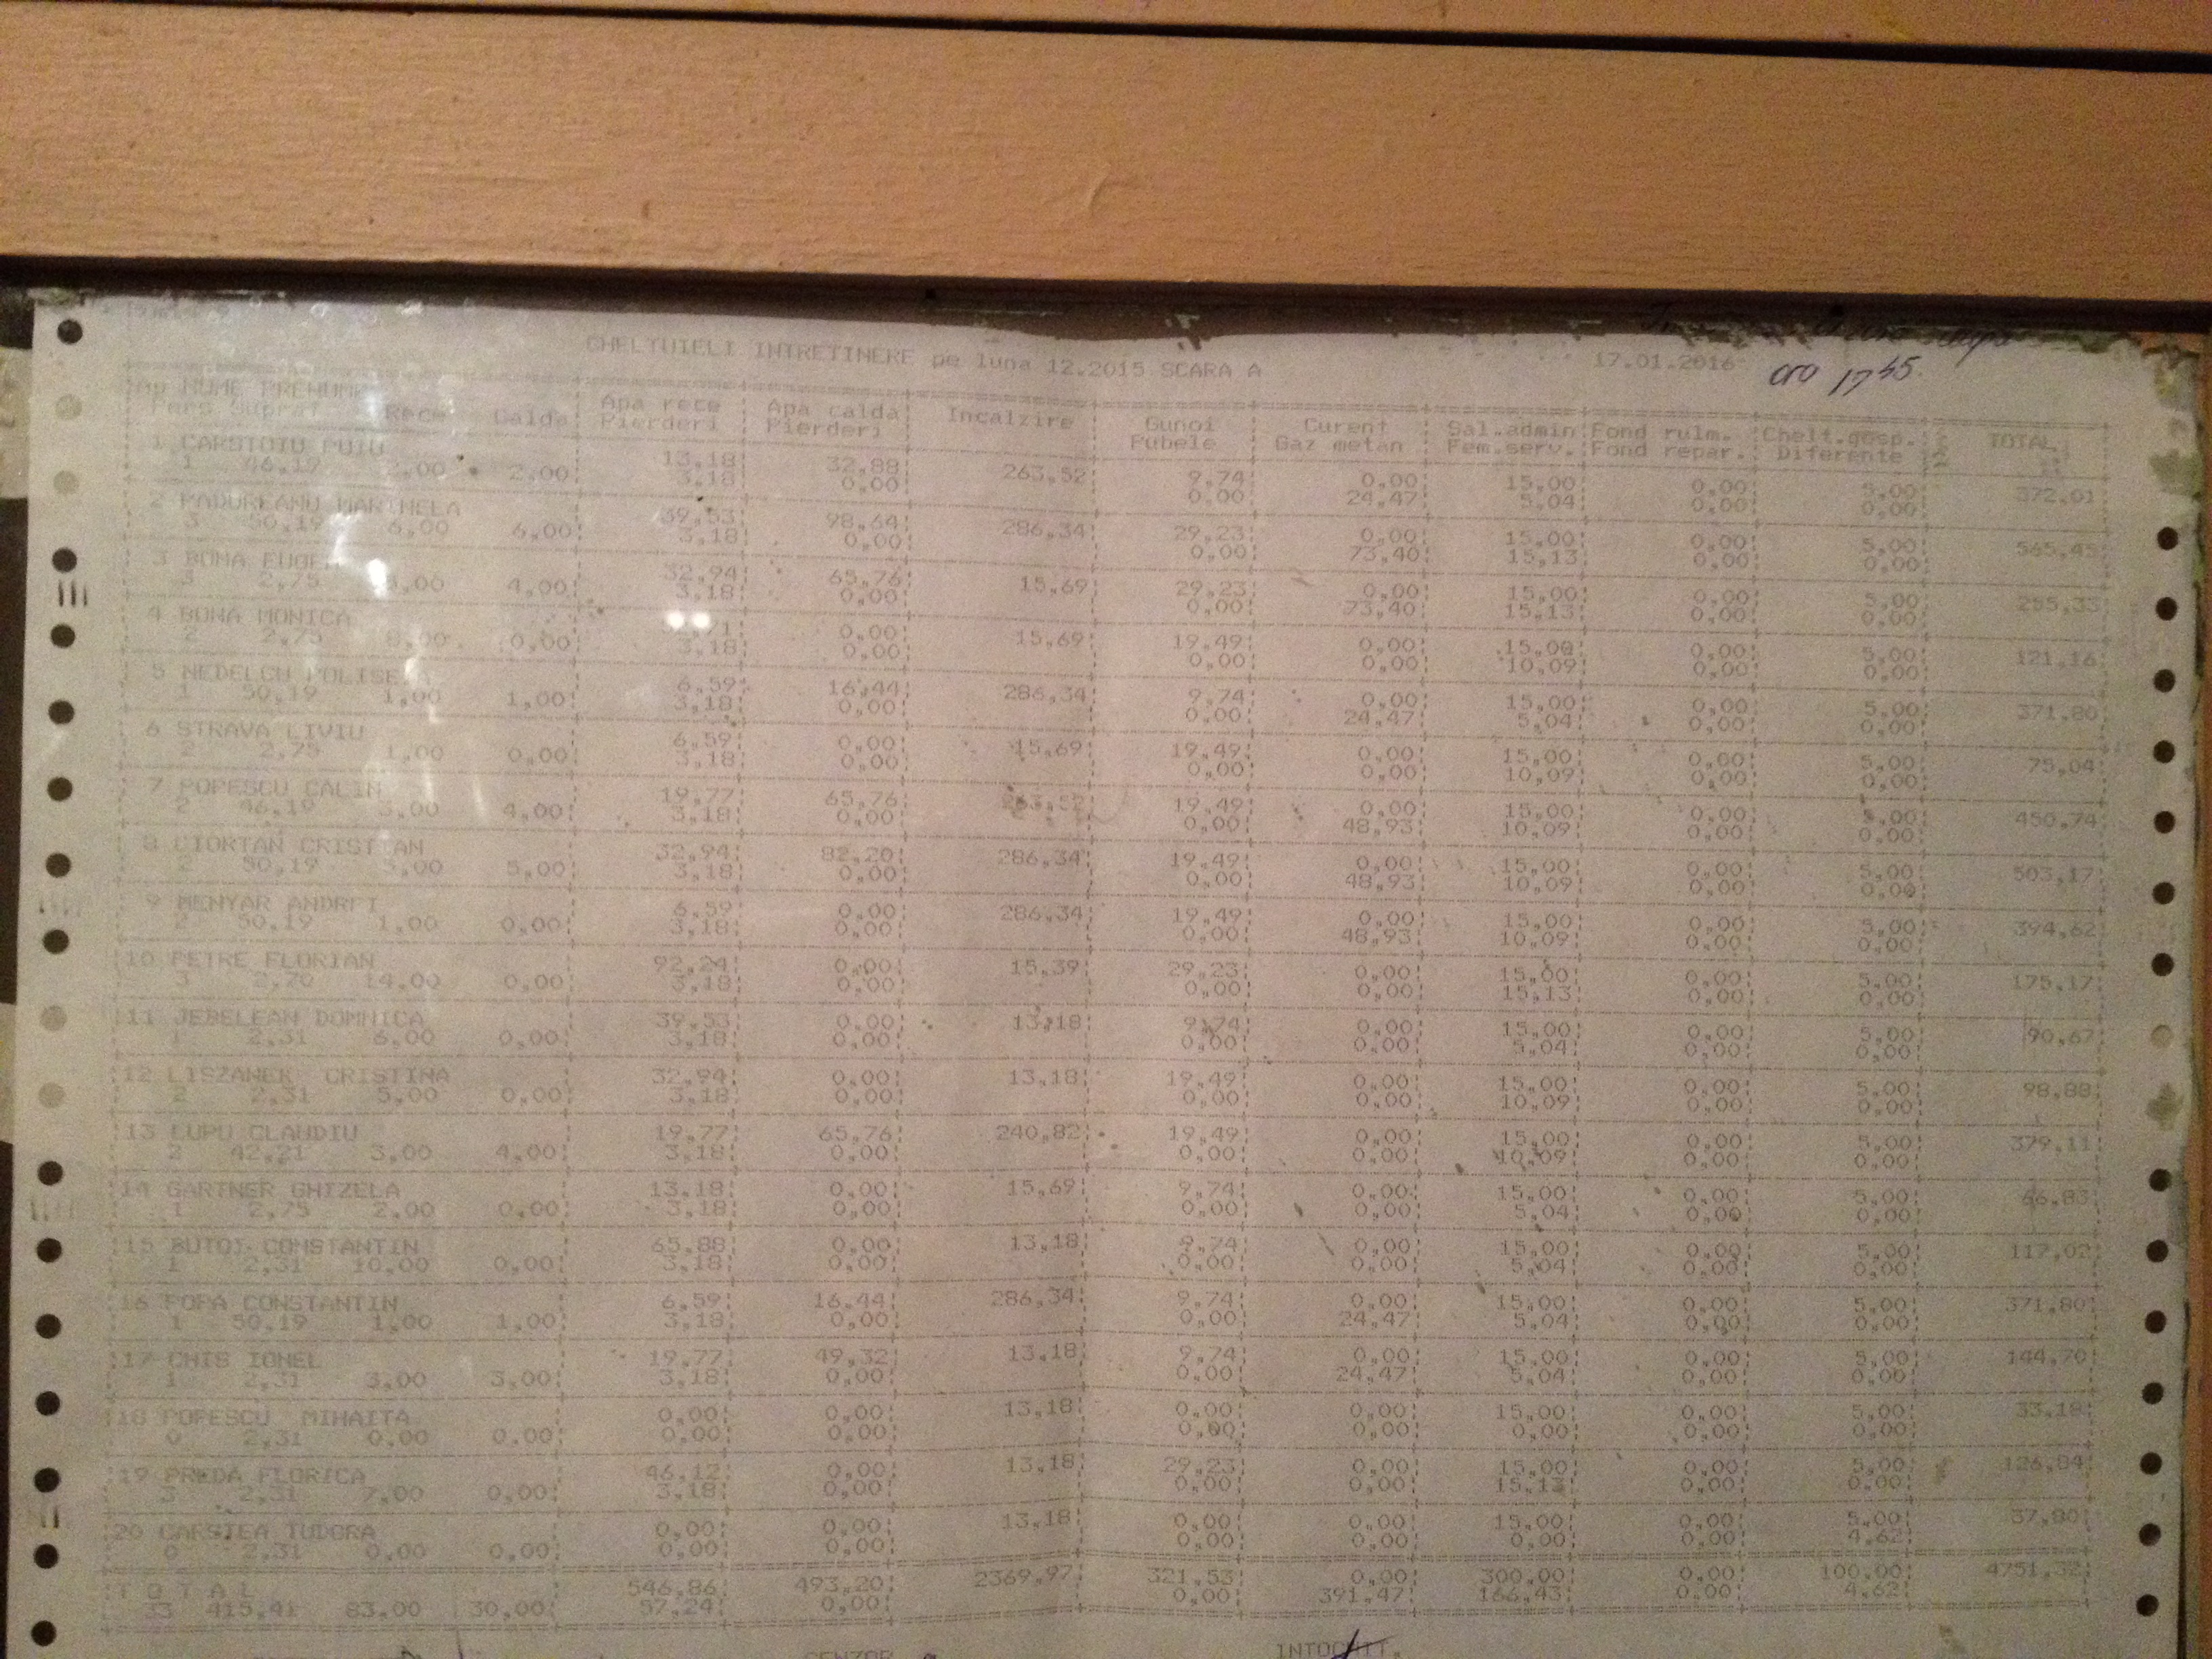 CHELTUIELI INTRETINERE pe luna 12.2015 SCARA A 17.01.2016
ora 17 45
Ap NUME PRENUME
Pers Supraf Rece Calda Apa rece Apa calda Incalzire Gunoi Curent Sal.admin Fond rulm. Chelt.gosp. TOTAL
Pierderi Pierderi Pubele Gaz metan Fem.serv. Fond repar. Diferente
1 CARSTOIU PUIU 13,18 32,88 263,52 9,74 0,00 15,00 0,00 5,00 372,01
1 46,19 2,00 2,00 3,18 0,00 0,00 24,47 5,04 0,00 0,00
2 PADUREANU MARINELA 39,53 98,64 286,34 29,23 0,00 15,00 0,00 5,00 565,45
3 50,19 6,00 6,00 3,18 0,00 0,00 73,40 15,13 0,00 0,00
3 BOMA 32,94 65,76 15,69 29,23 0,00 15,00 0,00 5,00 255,33
3 2,75 4,00 3,18 0,00 0,00 73,40 15,13 0,00 0,00
4 BOMA MONICA 0,00 15,69 19,49 0,00 15,00 0,00 5,00 121,16
2 2,75 8,00 0,00 3,18 0,00 0,00 0,00 10,09 0,00 0,00
5 NEDELCU 6,59 16,44 286,34 9,74 0,00 15,00 0,00 5,00 371,80
1 50,19 1,00 1,00 3,18 0,00 0,00 24,47 5,04 0,00 0,00
6 STRAVA LIVIU 6,59 0,00 15,69 19,49 0,00 15,00 0,00 5,00 75,04
2 2,75 1,00 0,00 3,18 0,00 0,00 0,00 10,09 0,00 0,00
7 POPESCU CALIN 19,77 65,76 263,52 19,49 0,00 15,00 0,00 5,00 450,74
2 46,19 3,00 4,00 3,18 0,00 0,00 48,93 10,09 0,00 0,00
8 CIORTAN CRISTIAN 32,94 82,20 286,34 19,49 0,00 15,00 0,00 5,00 503,17
2 50,19 5,00 5,00 3,18 0,00 0,00 48,93 10,09 0,00 0,00
9 MENYAR ANDREI 6,59 0,00 286,34 19,49 0,00 15,00 0,00 5,00 394,62
2 50,19 1,00 0,00 3,18 0,00 0,00 48,93 10,09 0,00 0,00
10 PETRE FLORIAN 92,24 0,00 15,39 29,23 0,00 15,00 0,00 5,00 175,17
3 2,70 14,00 0,00 3,18 0,00 0,00 0,00 15,13 0,00 0,00
11 JEBELEAN DOMNICA 39,53 0,00 13,18 9,74 0,00 15,00 0,00 5,00 90,67
1 2,31 6,00 0,00 3,18 0,00 0,00 0,00 5,04 0,00 0,00
12 LISZANEK CRISTINA 32,94 0,00 13,18 19,49 0,00 15,00 0,00 5,00 98,88
2 2,31 5,00 0,00 3,18 0,00 0,00 0,00 10,09 0,00 0,00
13 LUPU CLAUDIU 19,77 65,76 240,82 19,49 0,00 15,00 0,00 5,00 379,11
2 42,21 3,00 4,00 3,18 0,00 0,00 0,00 10,09 0,00 0,00
14 GARTNER GHIZELA 13,18 0,00 15,69 9,74 0,00 15,00 0,00 5,00 66,83
1 2,75 2,00 0,00 3,18 0,00 0,00 0,00 5,04 0,00 0,00
15 BUTOI CONSTANTIN 65,88 0,00 13,18 9,74 0,00 15,00 0,00 5,00 117,02
1 2,31 10,00 0,00 3,18 0,00 0,00 0,00 5,04 0,00 0,00
16 POPA CONSTANTIN 6,59 16,44 286,34 9,74 0,00 15,00 0,00 5,00 371,80
1 50,19 1,00 1,00 3,18 0,00 0,00 24,47 5,04 0,00 0,00
17 CHIS IONEL 19,77 49,32 13,18 9,74 0,00 15,00 0,00 5,00 144,70
1 2,31 3,00 3,00 3,18 0,00 0,00 24,47 5,04 0,00 0,00
18 POPESCU MIHAITA 0,00 0,00 13,18 0,00 0,00 15,00 0,00 5,00 33,18
0 2,31 0,00 0,00 0,00 0,00 0,00 0,00 0,00 0,00 0,00
19 PREDA FLORICA 46,12 0,00 13,18 29,23 0,00 15,00 0,00 5,00 126,84
3 2,31 7,00 0,00 3,18 0,00 0,00 0,00 15,13 0,00 0,00
20 CARSTEA TUDORA 0,00 0,00 13,18 0,00 0,00 15,00 0,00 5,00 37,80
0 2,31 0,00 0,00 0,00 0,00 0,00 0,00 0,00 0,00 4,62
T O T A L 546,86 493,20 2369,97 321,53 0,00 300,00 0,00 100,00 4751,32
33 415,41 83,00 30,00 57,24 0,00 0,00 391,47 166,43 0,00 4,62
CENZOR INTOCMIT,